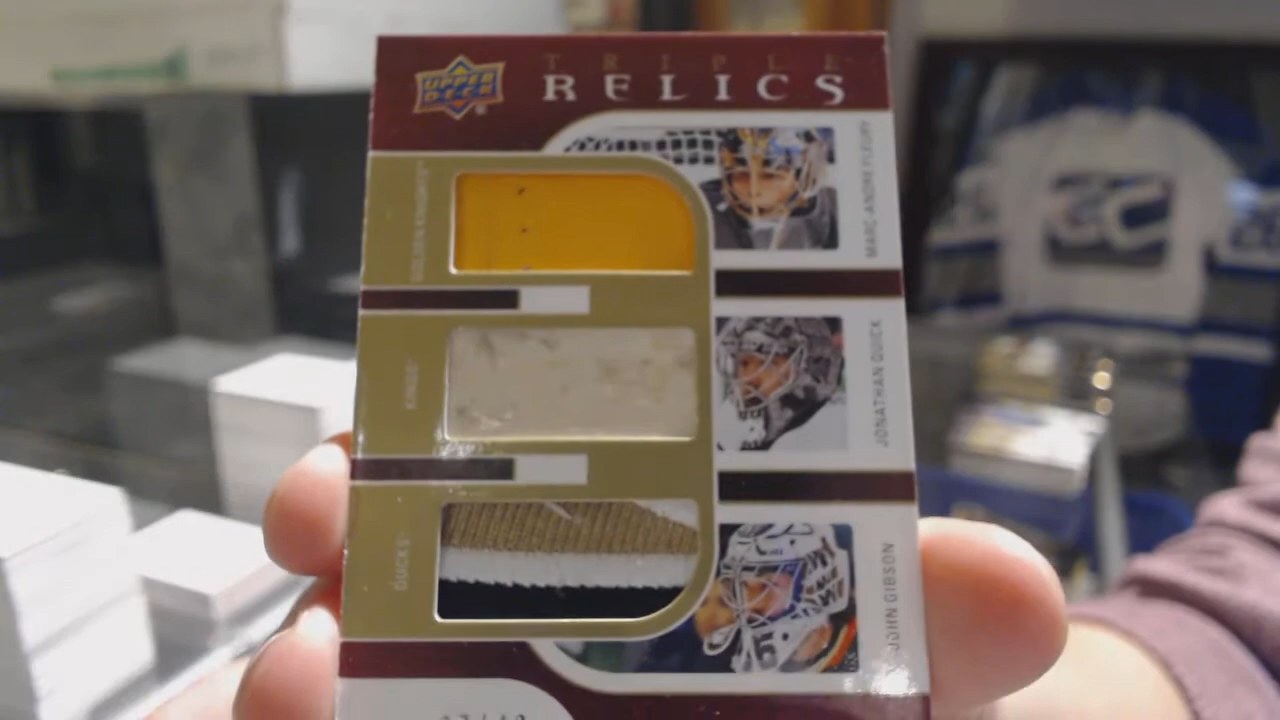 UPPER DECK
TRIPLE
RELICS
GOLDEN KNIGHTS
MARC-ANDRE FLEURY
KINGS
JONATHAN QUICK
DUCKS
JOHN GIBSON